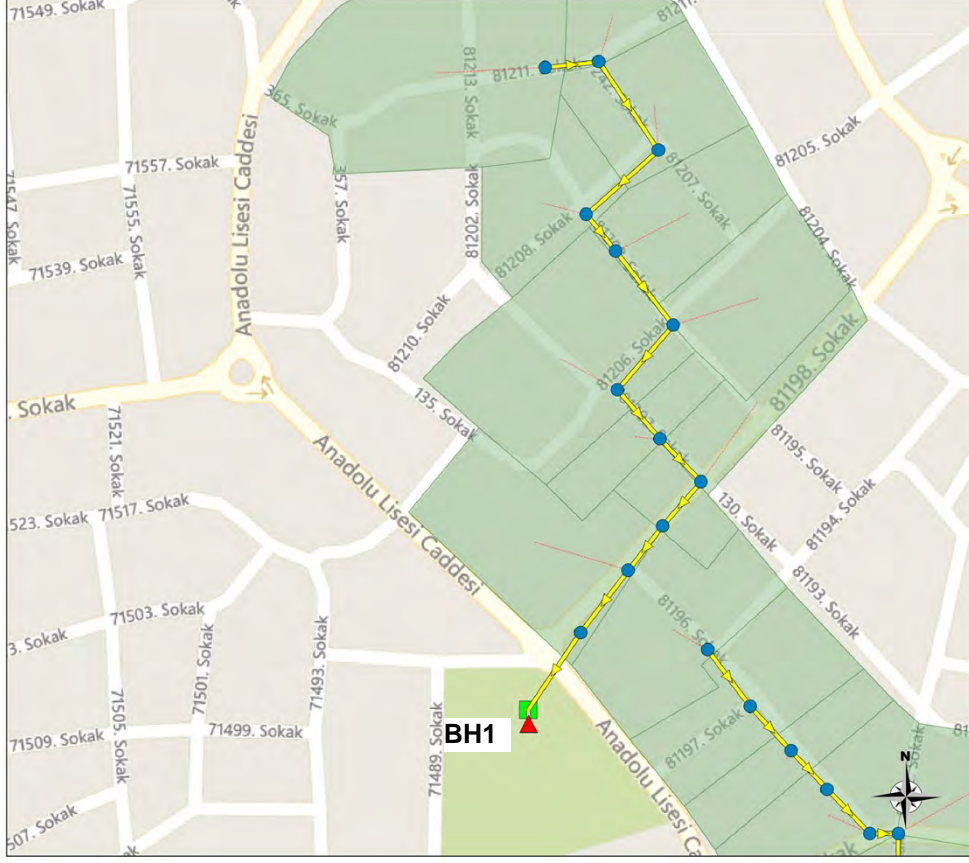 71549. Sokak
81211. Sokak
81213. Sokak
365. Sokak
81205. Sokak
71557. Sokak
Anadolu Lisesi Caddesi
357. Sokak
81207. Sokak
71547. Sokak
71555. Sokak
81202. Sokak
81208. Sokak
81204. Sokak
71539. Sokak
81210. Sokak
81206. Sokak
81198. Sokak
. Sokak
135. Sokak
71521. Sokak
81195. Sokak
Anadolu Lisesi Caddesi
523. Sokak
71517. Sokak
130. Sokak
81194. Sokak
81193. Sokak
71503. Sokak
3. Sokak
81196. Sokak
71501. Sokak
71493. Sokak
71505. Sokak
BH1
71509. Sokak
71499. Sokak
71489. Sokak
81197. Sokak
Anadolu Lisesi Ca
N
507. Sokak